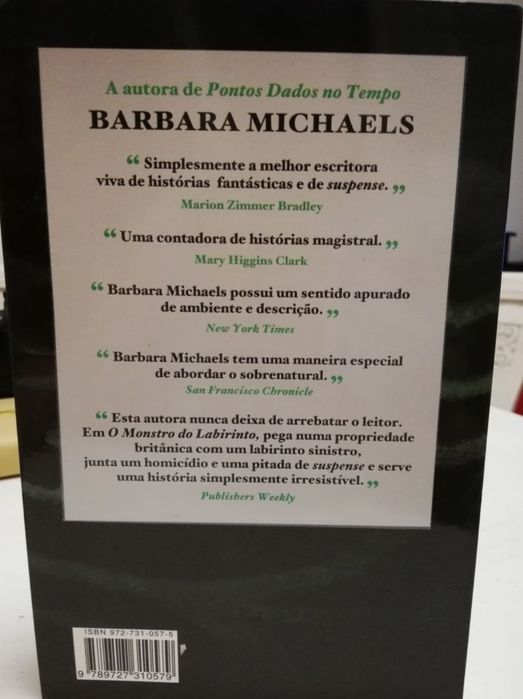 A autora de Pontos Dados no Tempo
BARBARA MICHAELS
“ Simplesmente a melhor escritora
viva de histórias fantásticas e de suspense. ”
Marion Zimmer Bradley
“ Uma contadora de histórias magistral. ”
Mary Higgins Clark
“ Barbara Michaels possui um sentido apurado
de ambiente e descrição. ”
New York Times
“ Barbara Michaels tem uma maneira especial
de abordar o sobrenatural. ”
San Francisco Chronicle
“ Esta autora nunca deixa de arrebatar o leitor.
Em O Monstro do Labirinto, pega numa propriedade
britânica com um labirinto sinistro,
junta um homicídio e uma pitada de suspense e serve
uma história simplesmente irresistível. ”
Publishers Weekly
ISBN 972-731-057-5
9 789727 310579